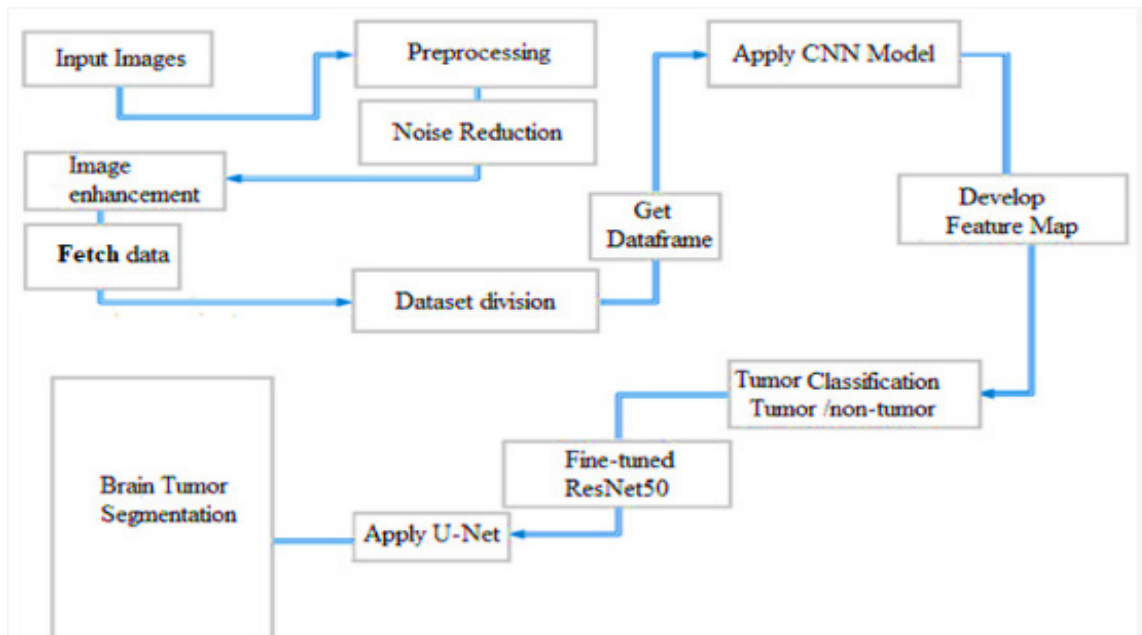 Input Images
Preprocessing
Noise Reduction
Image
enhancement
Fetch data
Dataset division
Get
Dataframe
Apply CNN Model
Develop
Feature Map
Tumor Classification
Tumor /non-tumor
Fine-tuned
ResNet50
Apply U-Net
Brain Tumor
Segmentation